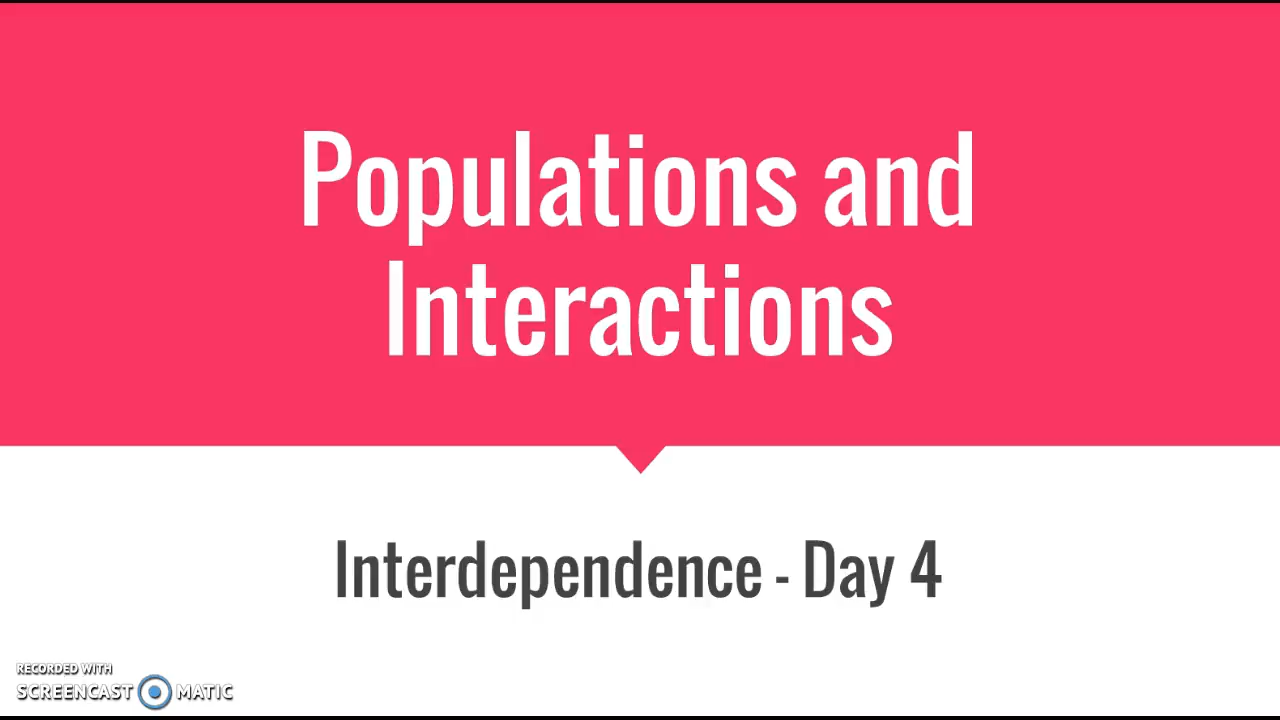 Populations and
Interactions
Interdependence - Day 4
RECORDED WITH
SCREENCAST MATIC